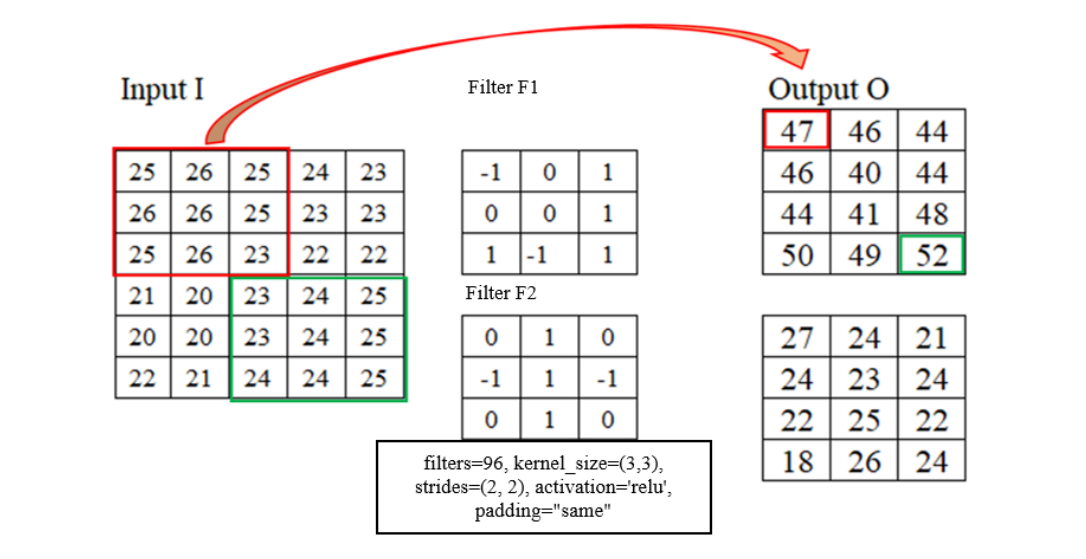 Input I
Filter F1
Output O
25 26 25 24 23
26 26 25 23 23
25 26 23 22 22
21 20 23 24 25
20 20 23 24 25
22 21 24 24 25
-1 0 1
0 0 1
1 -1 1
Filter F2
0 1 0
-1 1 -1
0 1 0
47 46 44
46 40 44
44 41 48
50 49 52
27 24 21
24 23 24
22 25 22
18 26 24
filters=96, kernel_size=(3,3),
strides=(2, 2), activation='relu',
padding="same"